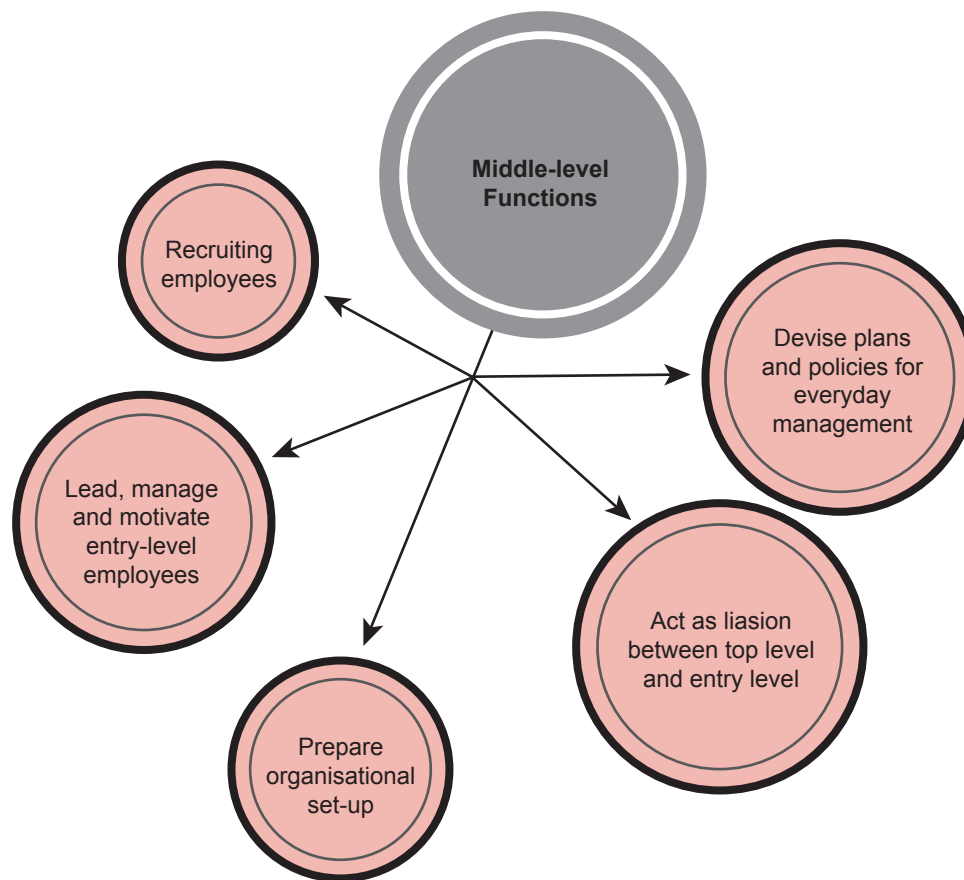 Middle-level
Functions
Recruiting
employees
Devise plans
and policies for
everyday
management
Lead, manage
and motivate
entry-level
employees
Act as liasion
between top level
and entry level
Prepare
organisational
set-up